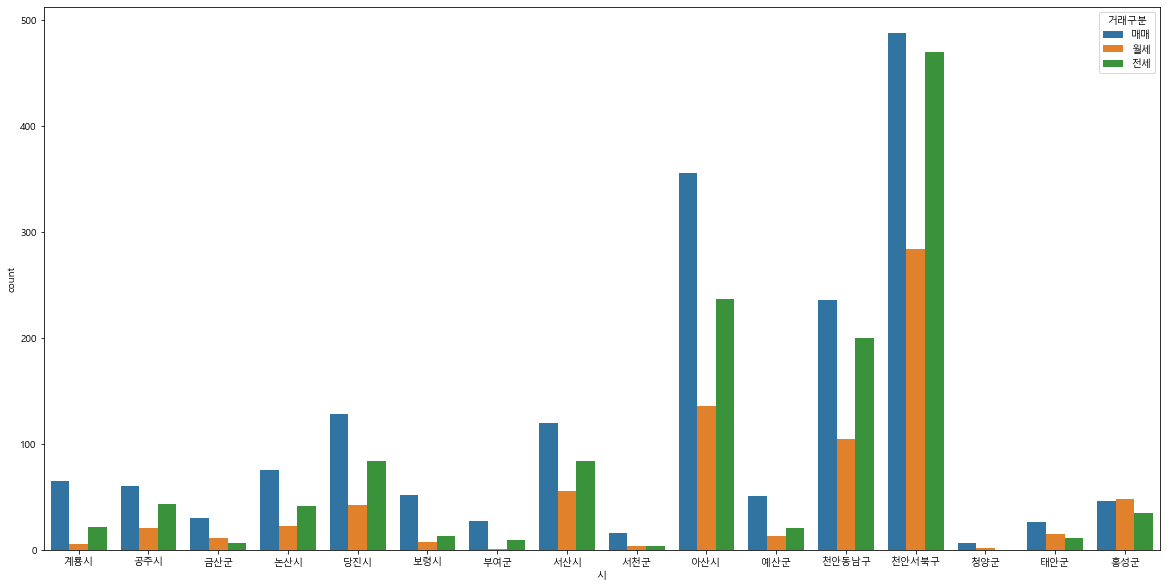 거래구분
매매
월세
전세
500
400
300
200
100
0
count
계룡시 공주시 금산군 논산시 당진시 보령시 부여군 서산시 서천군 아산시 예산군 천안동남구 천안서북구 청양군 태안군 홍성군
시